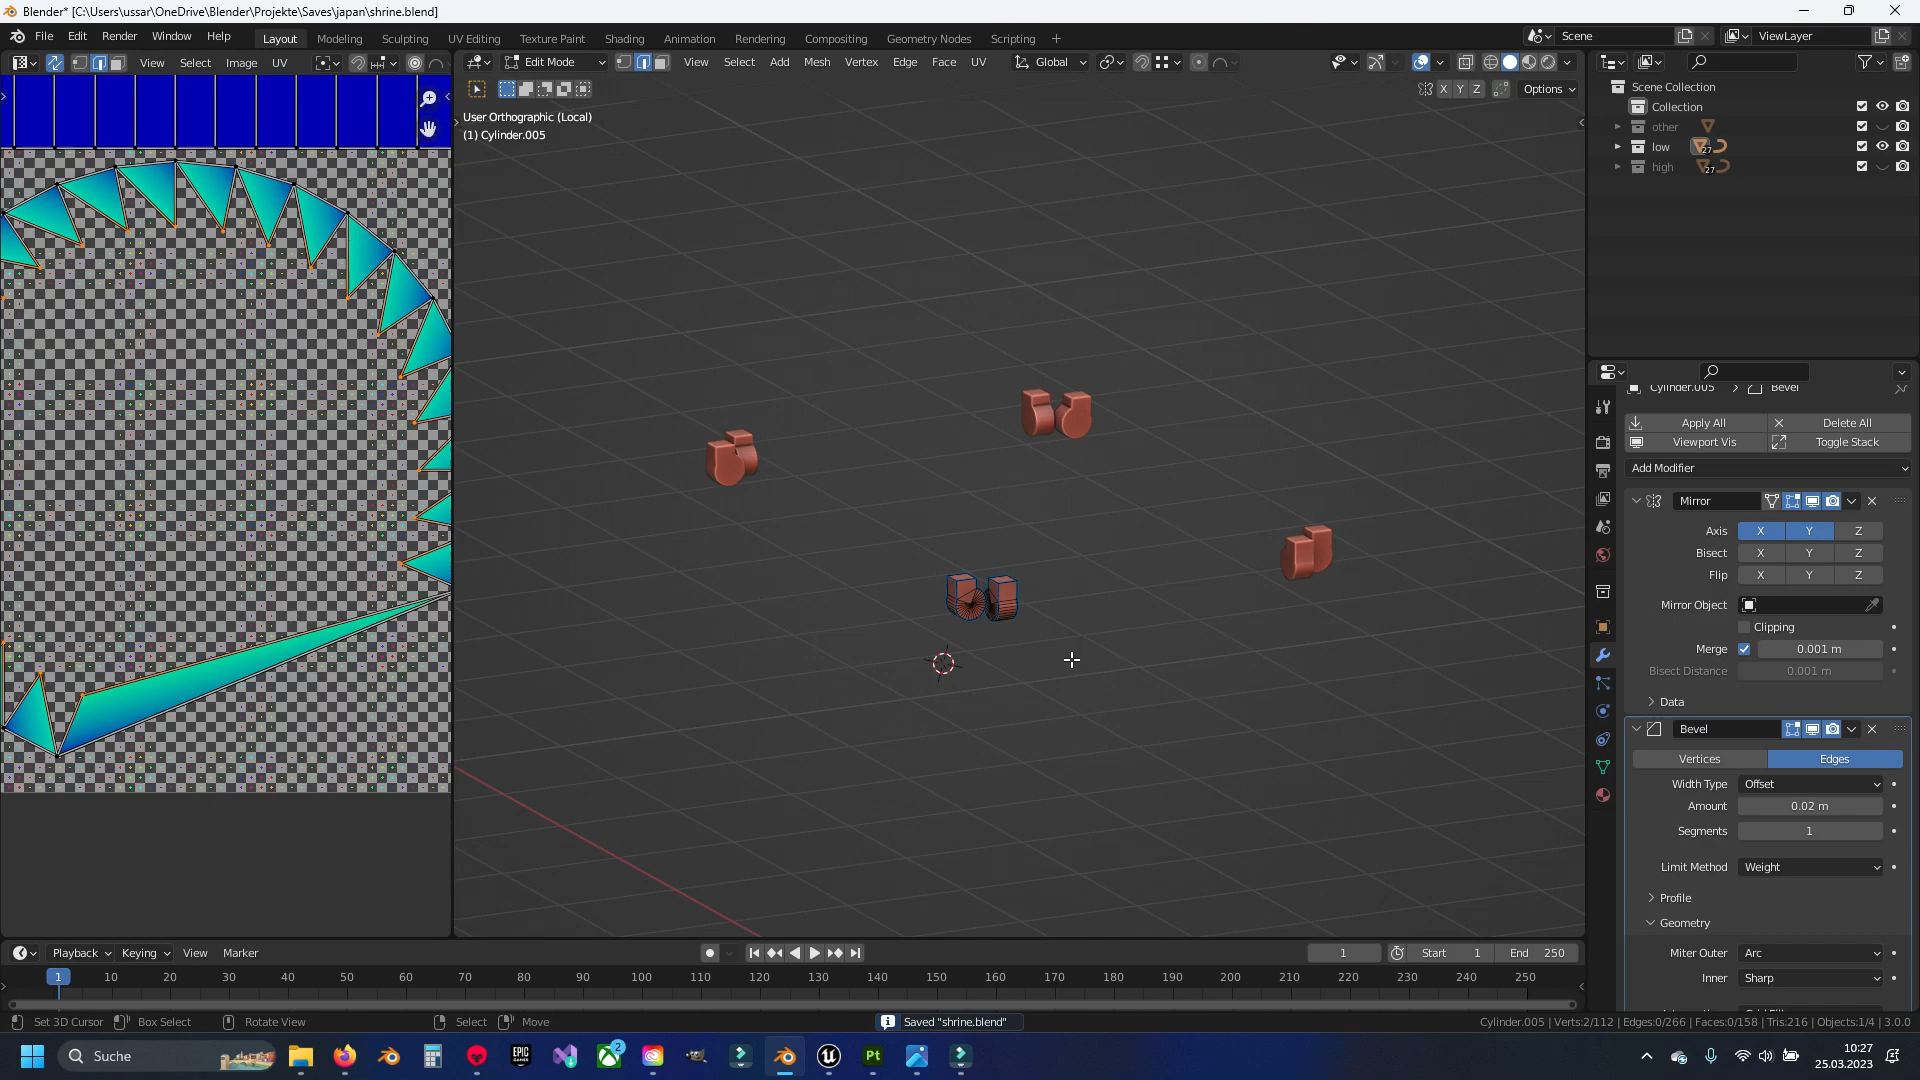 Blender* [C:\Users\ussar\OneDrive\Blender\Projekte\Saves\japan\shrine.blend]
File Edit Render Window Help Layout Modeling Sculpting UV Editing Texture Paint Shading Animation Rendering Compositing Geometry Nodes Scripting + Scene ViewLayer
View Select Image UV Edit Mode View Select Add Mesh Vertex Edge Face UV Global
X Y Z Options
User Orthographic (Local)
(1) Cylinder.005
Scene Collection
Collection
other
low 27
high 27
Cylinder.005 > Bevel
Apply All Delete All
Viewport Vis Toggle Stack
Add Modifier
Mirror
Axis X Y Z
Bisect X Y Z
Flip X Y Z
Mirror Object
Clipping
Merge 0.001 m
Bisect Distance 0.001 m
Data
Bevel
Vertices Edges
Width Type Offset
Amount 0.02 m
Segments 1
Limit Method Weight
Profile
Geometry
Miter Outer Arc
Inner Sharp
Playback Keying View Marker 1 Start 1 End 250
1 10 20 30 40 50 60 70 80 90 100 110 120 130 140 150 160 170 180 190 200 210 220 230 240 250
Set 3D Cursor Box Select Rotate View Select Move Saved "shrine.blend" Cylinder.005 | Verts:2/112 | Edges:0/266 | Faces:0/158 | Tris:216 | Objects:1/4 | 3.0.0
Suche EPIC GAMES 2 Pt
10:27
25.03.2023